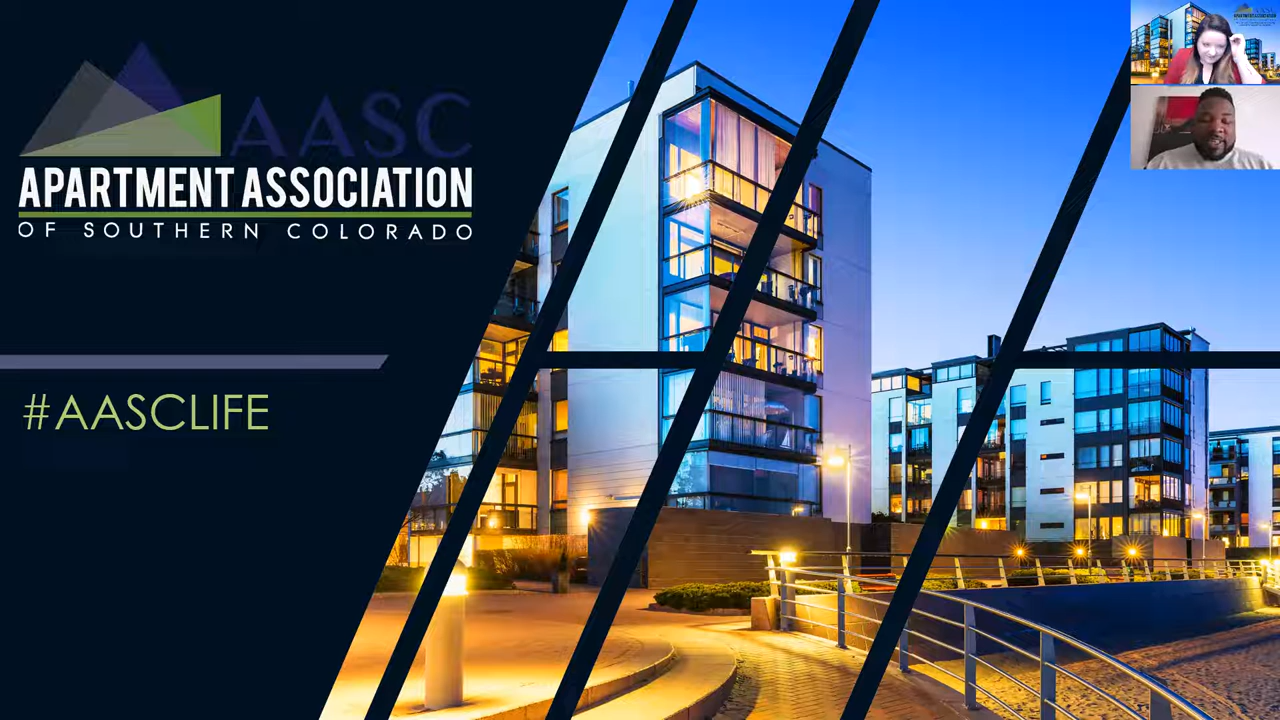 AASC
APARTMENT ASSOCIATION
OF SOUTHERN COLORADO
#AASCLIFE